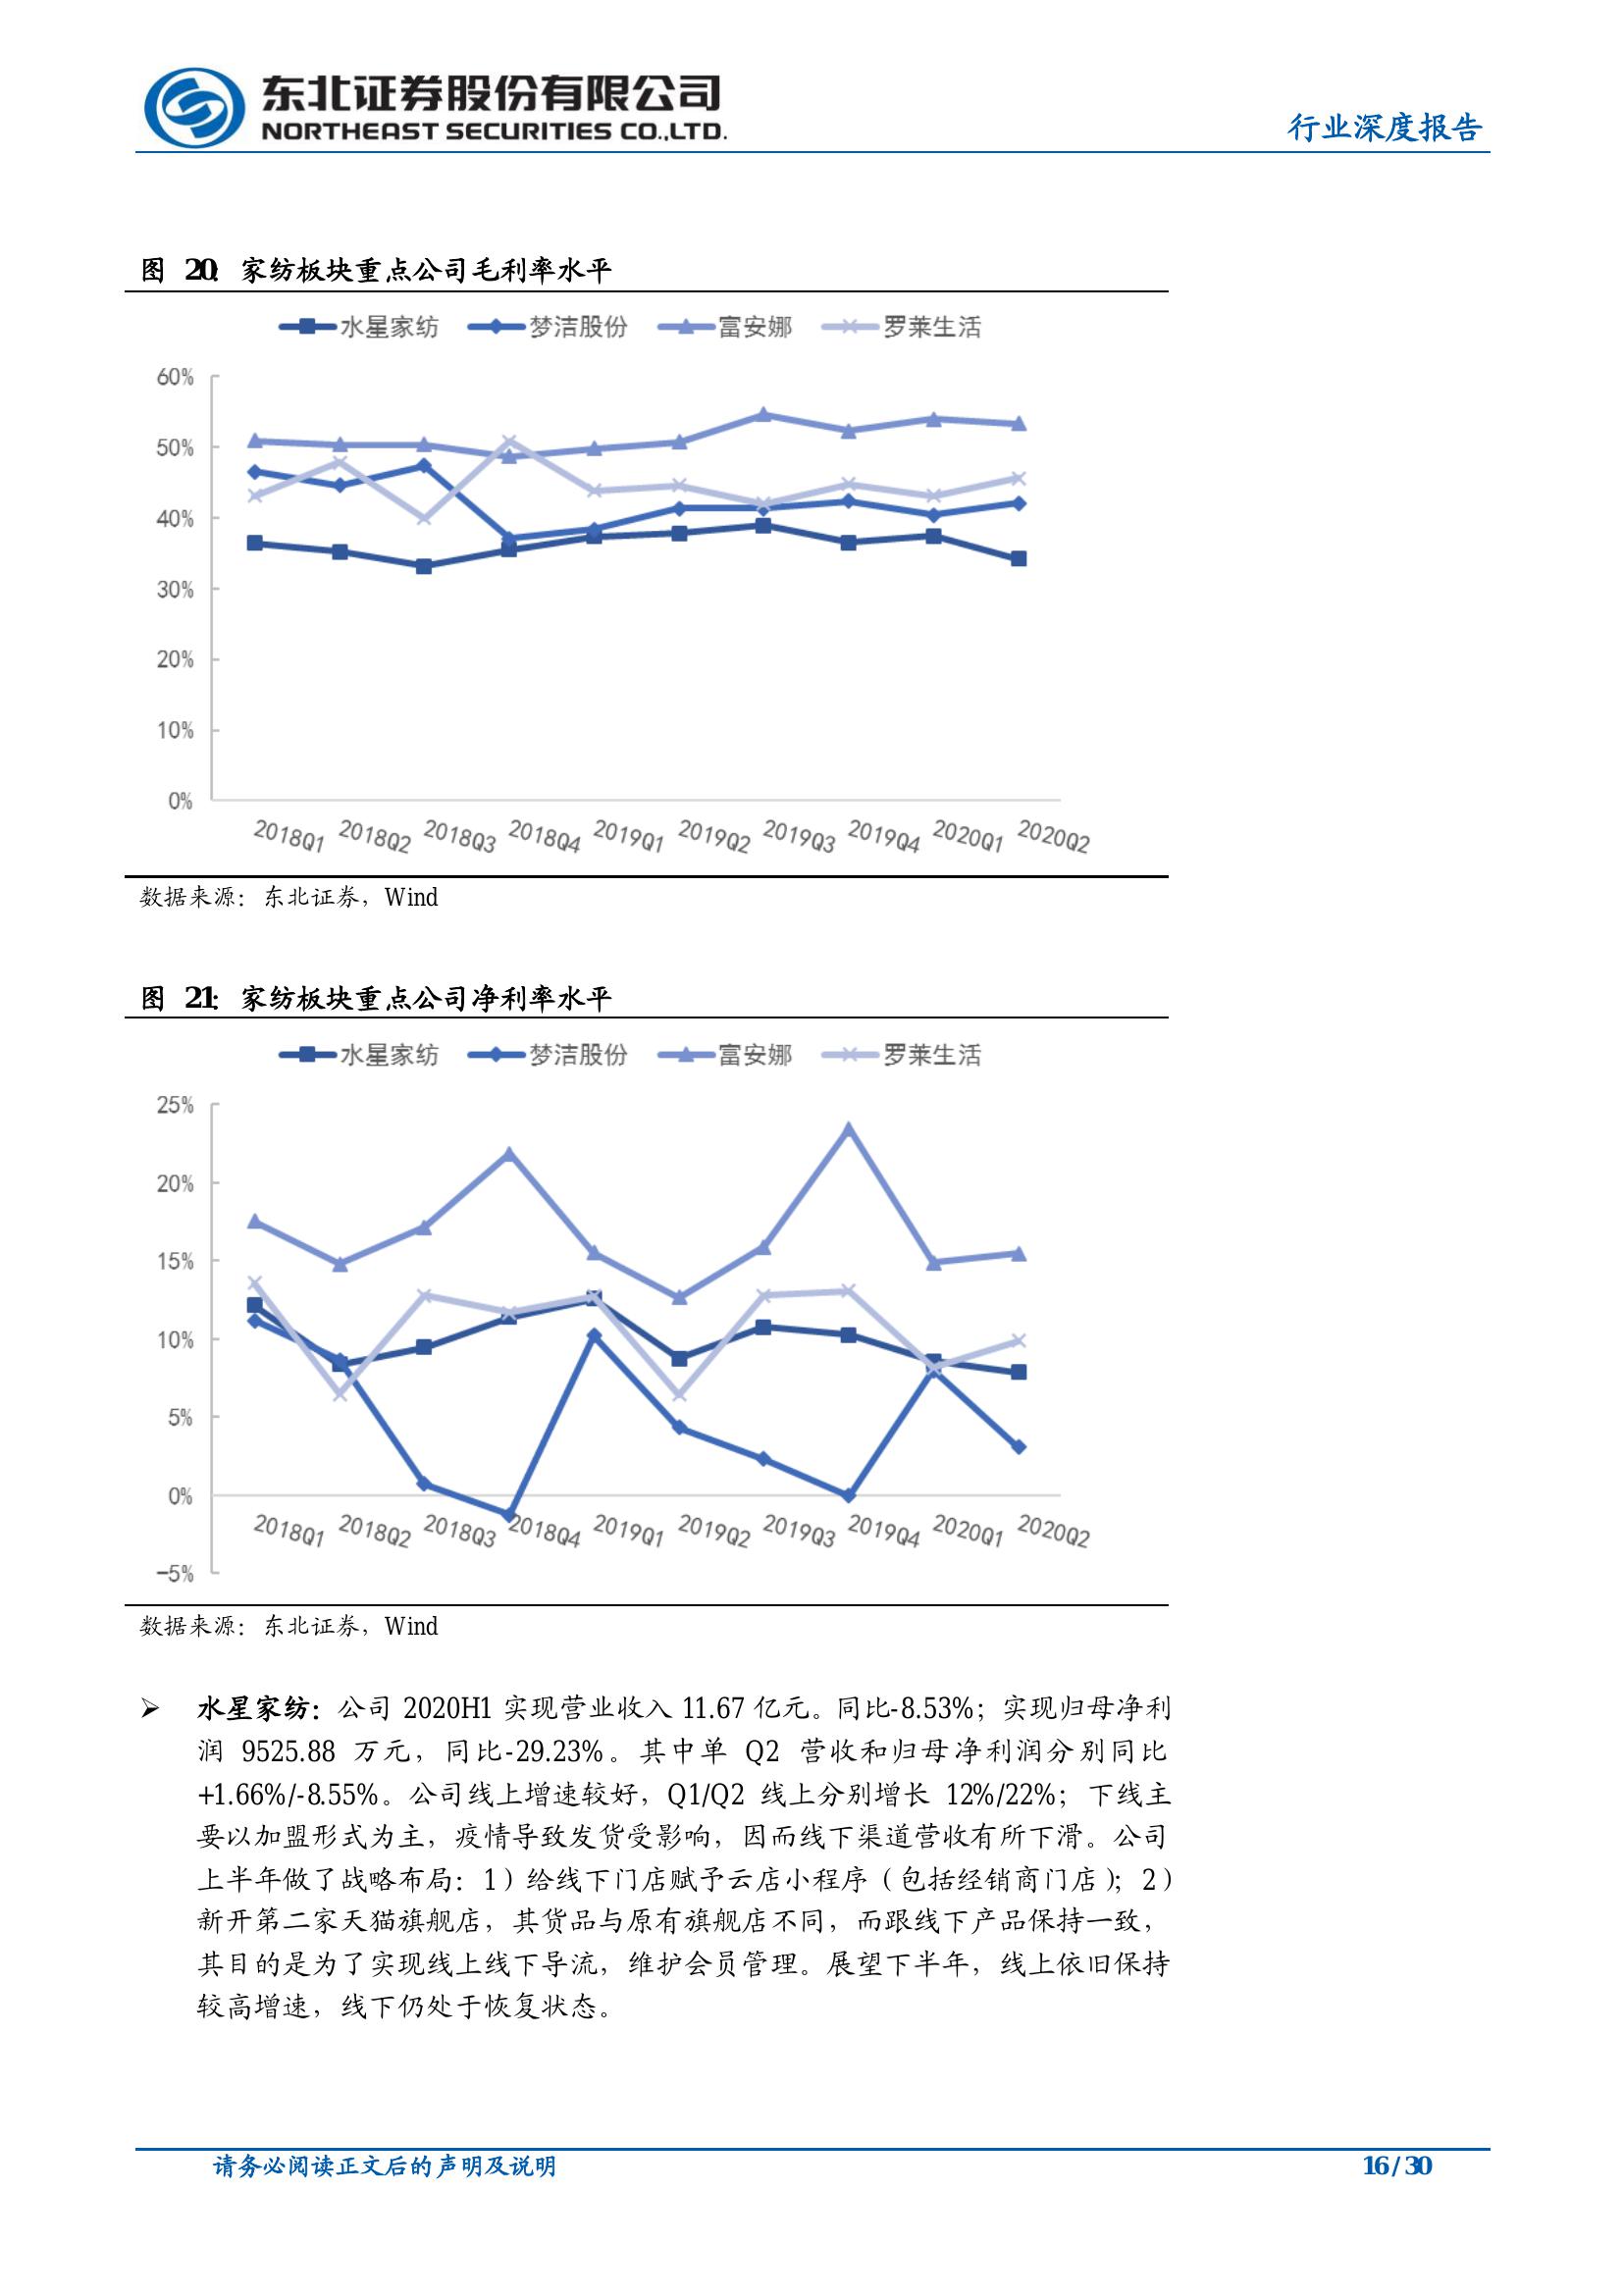 东北证券股份有限公司
NORTHEAST SECURITIES CO.,LTD.
行业深度报告
图 20：家纺板块重点公司毛利率水平
水星家纺 梦洁股份 富安娜 罗莱生活
60%
50%
40%
30%
20%
10%
0%
2018Q1 2018Q2 2018Q3 2018Q4 2019Q1 2019Q2 2019Q3 2019Q4 2020Q1 2020Q2
数据来源：东北证券，Wind
图 21：家纺板块重点公司净利率水平
水星家纺 梦洁股份 富安娜 罗莱生活
25%
20%
15%
10%
5%
0%
2018Q1 2018Q2 2018Q3 2018Q4 2019Q1 2019Q2 2019Q3 2019Q4 2020Q1 2020Q2
-5%
数据来源：东北证券，Wind
➢ 水星家纺：公司 2020H1 实现营业收入 11.67 亿元。同比-8.53%；实现归母净利
润 9525.88 万元，同比-29.23%。其中单 Q2 营收和归母净利润分别同比
+1.66%/-8.55%。公司线上增速较好，Q1/Q2 线上分别增长 12%/22%；下线主
要以加盟形式为主，疫情导致发货受影响，因而线下渠道营收有所下滑。公司
上半年做了战略布局：1）给线下门店赋予云店小程序（包括经销商门店）；2）
新开第二家天猫旗舰店，其货品与原有旗舰店不同，而跟线下产品保持一致，
其目的是为了实现线上线下导流，维护会员管理。展望下半年，线上依旧保持
较高增速，线下仍处于恢复状态。
请务必阅读正文后的声明及说明
16 / 30